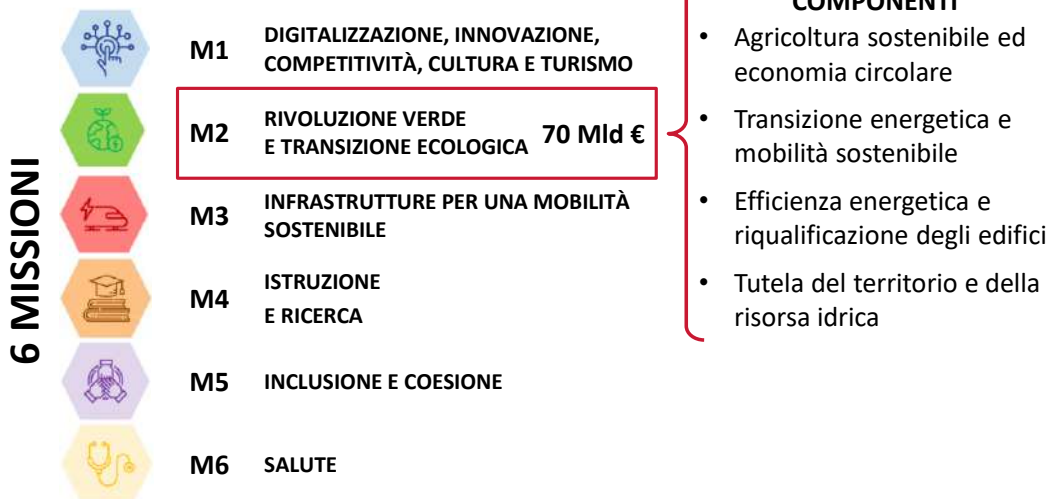 6 MISSIONI
M1
DIGITALIZZAZIONE, INNOVAZIONE,
COMPETITIVITÀ, CULTURA E TURISMO
M2
RIVOLUZIONE VERDE
E TRANSIZIONE ECOLOGICA
70 Mld €
M3
INFRASTRUTTURE PER UNA MOBILITÀ
SOSTENIBILE
M4
ISTRUZIONE
E RICERCA
M5
INCLUSIONE E COESIONE
M6
SALUTE
COMPONENTI
• Agricoltura sostenibile ed
economia circolare
• Transizione energetica e
mobilità sostenibile
• Efficienza energetica e
riqualificazione degli edifici
• Tutela del territorio e della
risorsa idrica